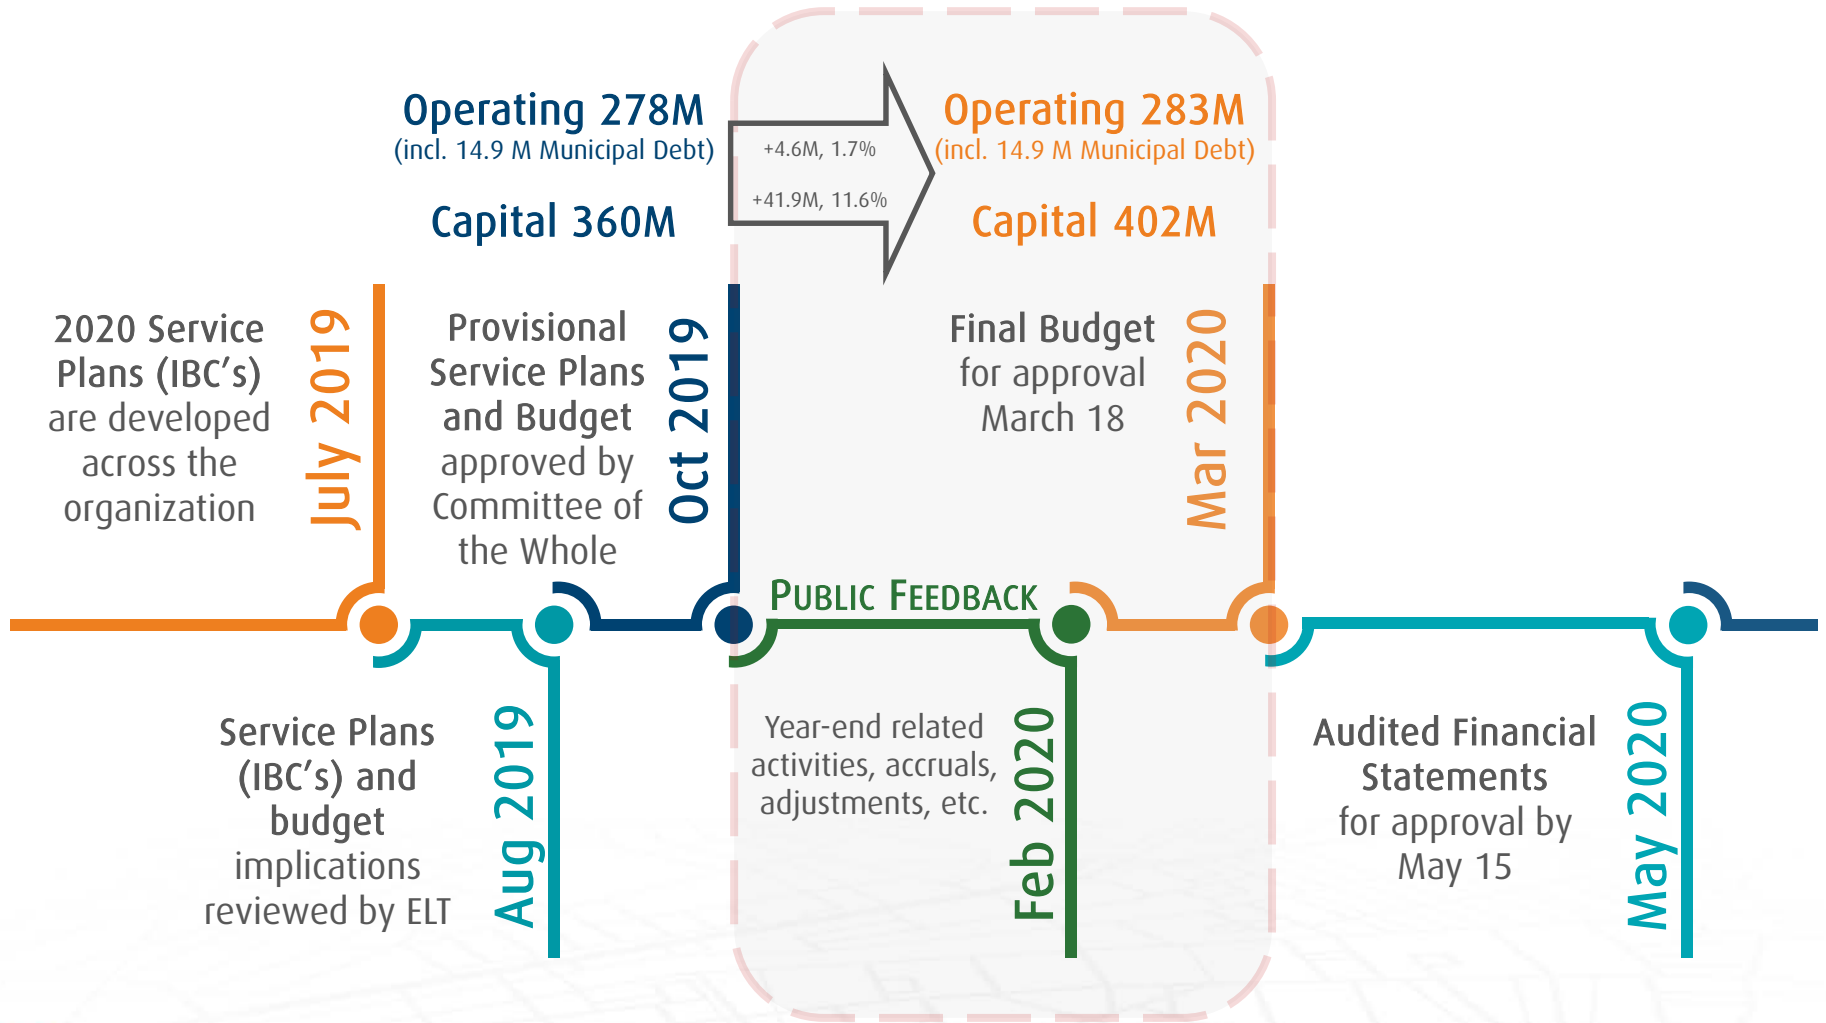 Operating 278M
(incl. 14.9 M Municipal Debt)
Capital 360M
+4.6M, 1.7%
+41.9M, 11.6%
Operating 283M
(incl. 14.9 M Municipal Debt)
Capital 402M
2020 Service
Plans (IBC’s)
are developed
across the
organization
July 2019
Provisional
Service Plans
and Budget
approved by
Committee of
the Whole
Oct 2019
Final Budget
for approval
March 18
Mar 2020
PUBLIC FEEDBACK
Service Plans
(IBC’s) and
budget
implications
reviewed by ELT
Aug 2019
Year-end related
activities, accruals,
adjustments, etc.
Feb 2020
Audited Financial
Statements
for approval by
May 15
May 2020